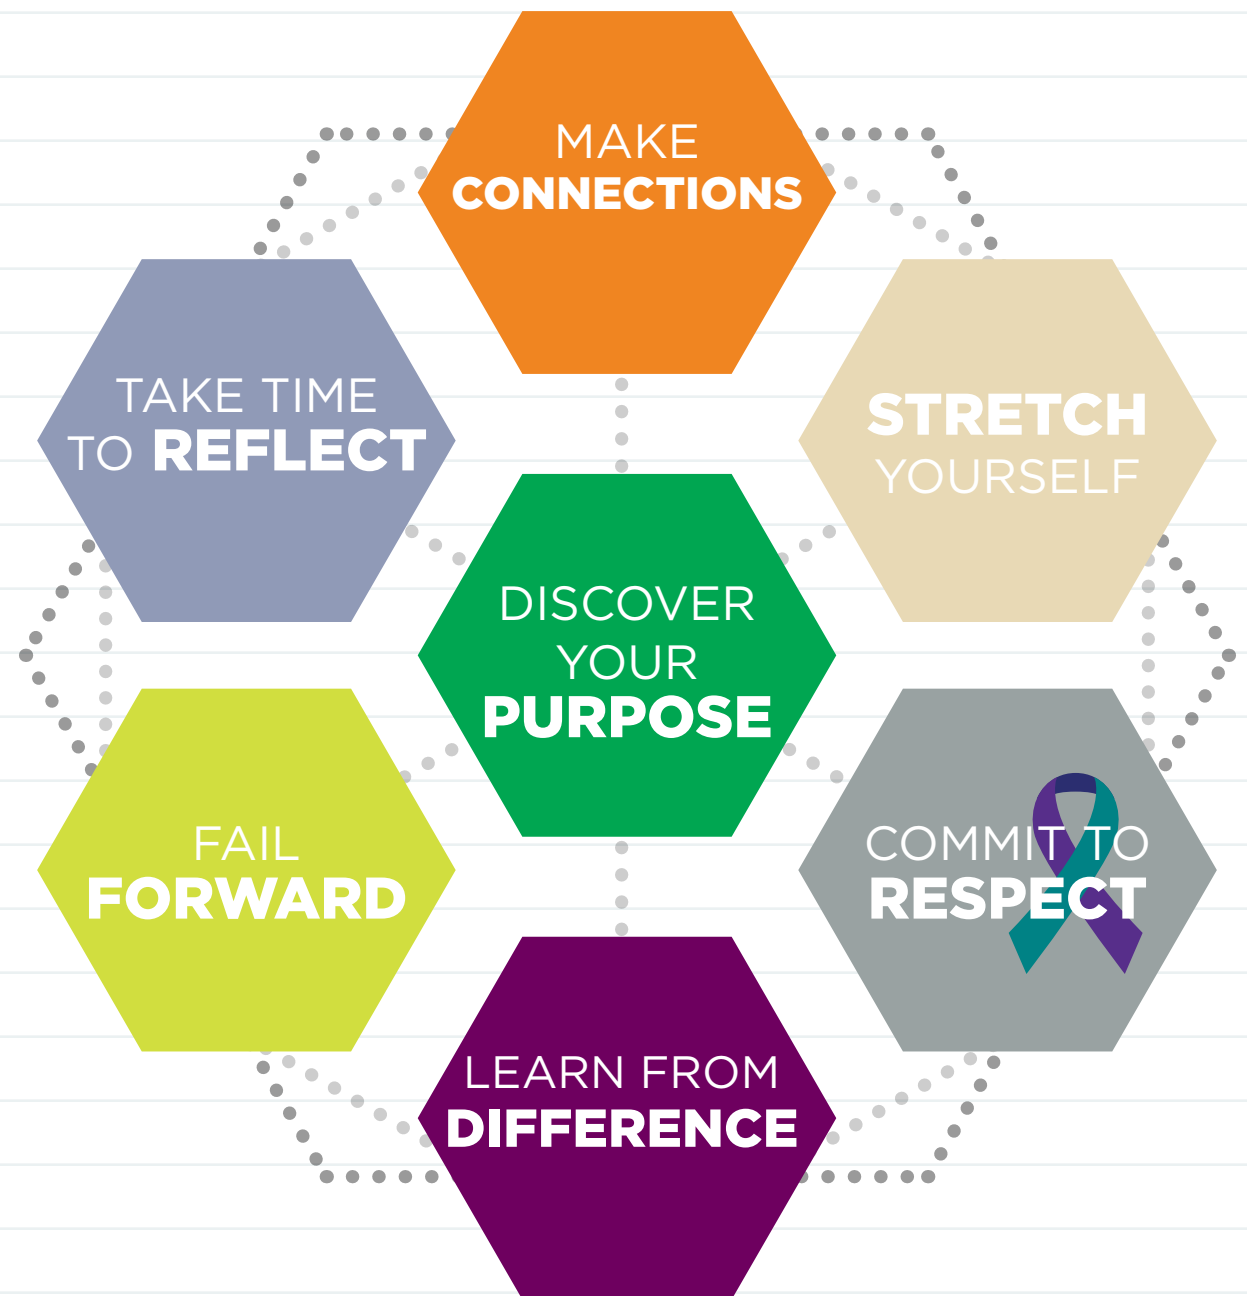 MAKE
CONNECTIONS
TAKE TIME
TO REFLECT
STRETCH
YOURSELF
DISCOVER
YOUR
PURPOSE
FAIL
FORWARD
COMMIT TO
RESPECT
LEARN FROM
DIFFERENCE